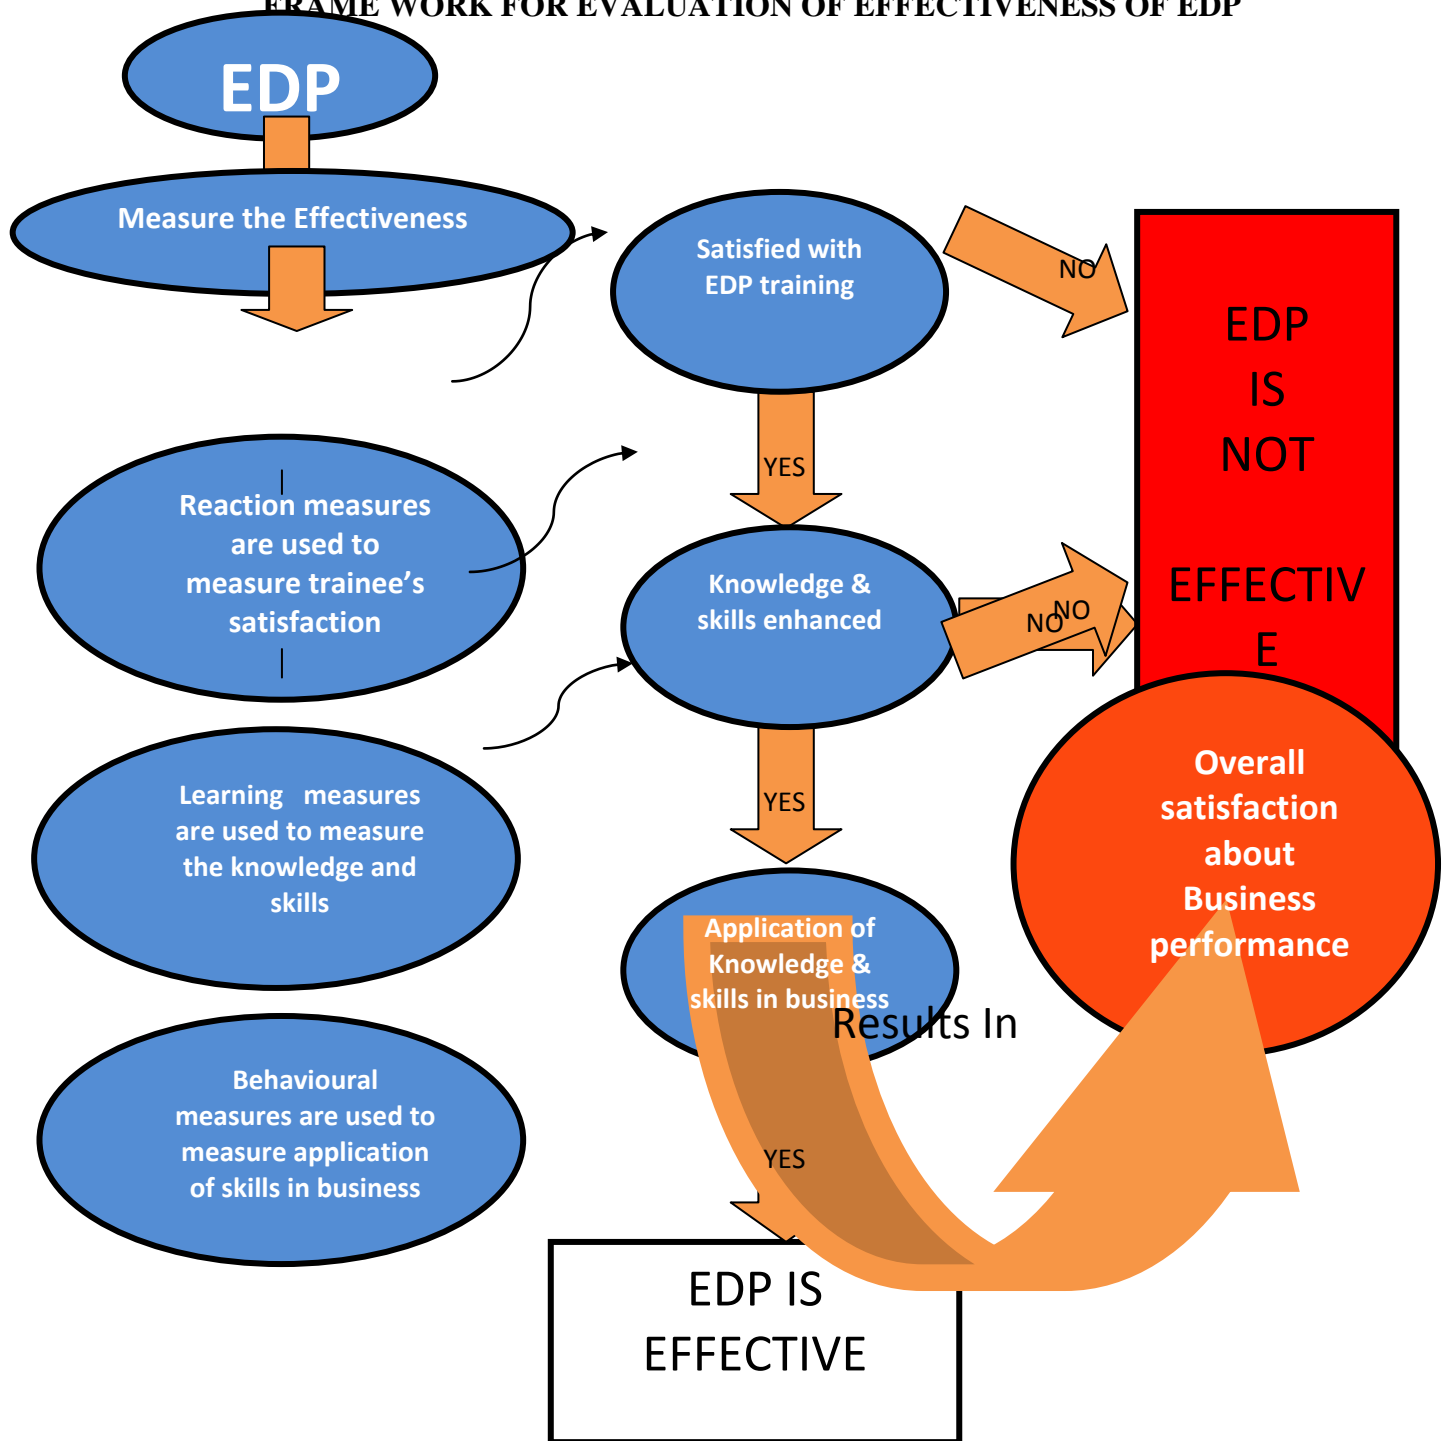 FRAME WORK FOR EVALUATION OF EFFECTIVENESS OF EDP
EDP
Measure the Effectiveness
Satisfied with
EDP training
NO
EDP
IS
NOT
EFFECTIV
E
YES
Reaction measures
are used to
measure trainee’s
satisfaction
Knowledge &
skills enhanced
NO
NO
Learning measures
are used to measure
the knowledge and
skills
YES
Overall
satisfaction
about
Business
performance
Application of
Knowledge &
skills in business
Results In
Behavioural
measures are used to
measure application
of skills in business
YES
EDP IS
EFFECTIVE